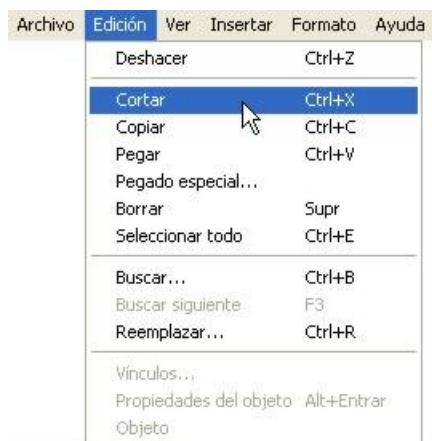 Archivo Edición Ver Insertar Formato Ayuda
Deshacer Ctrl+Z
Cortar Ctrl+X
Copiar Ctrl+C
Pegar Ctrl+V
Pegado especial...
Borrar Supr
Seleccionar todo Ctrl+E
Buscar... Ctrl+B
Buscar siguiente F3
Reemplazar... Ctrl+R
Vínculos...
Propiedades del objeto Alt+Entrar
Objeto